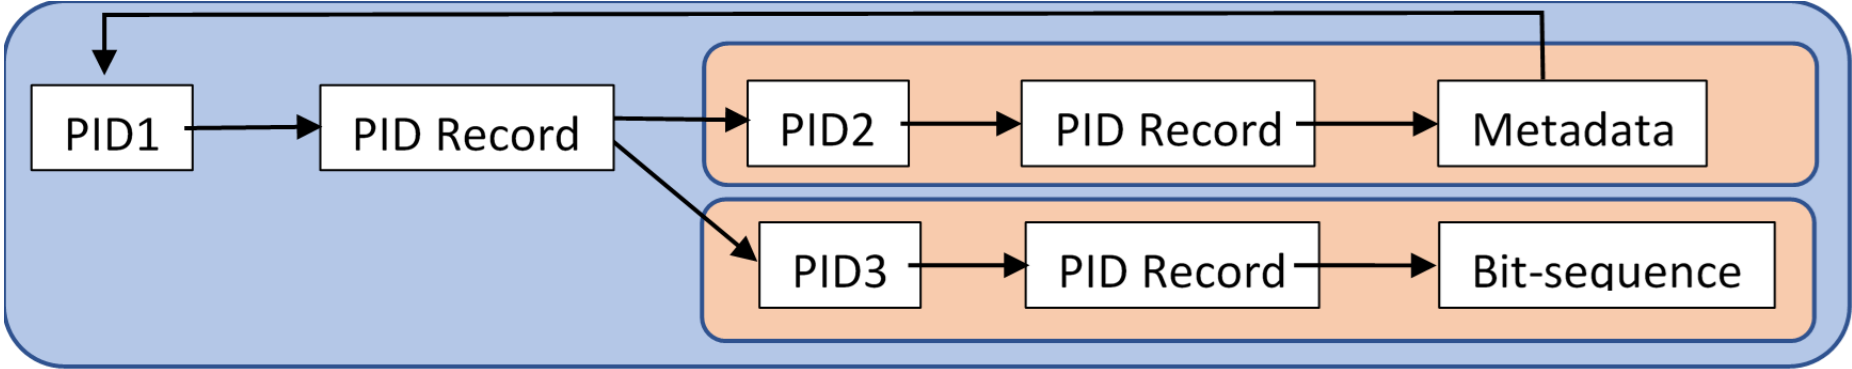 PID1
PID Record
PID2
PID Record
Metadata
PID3
PID Record
Bit-sequence